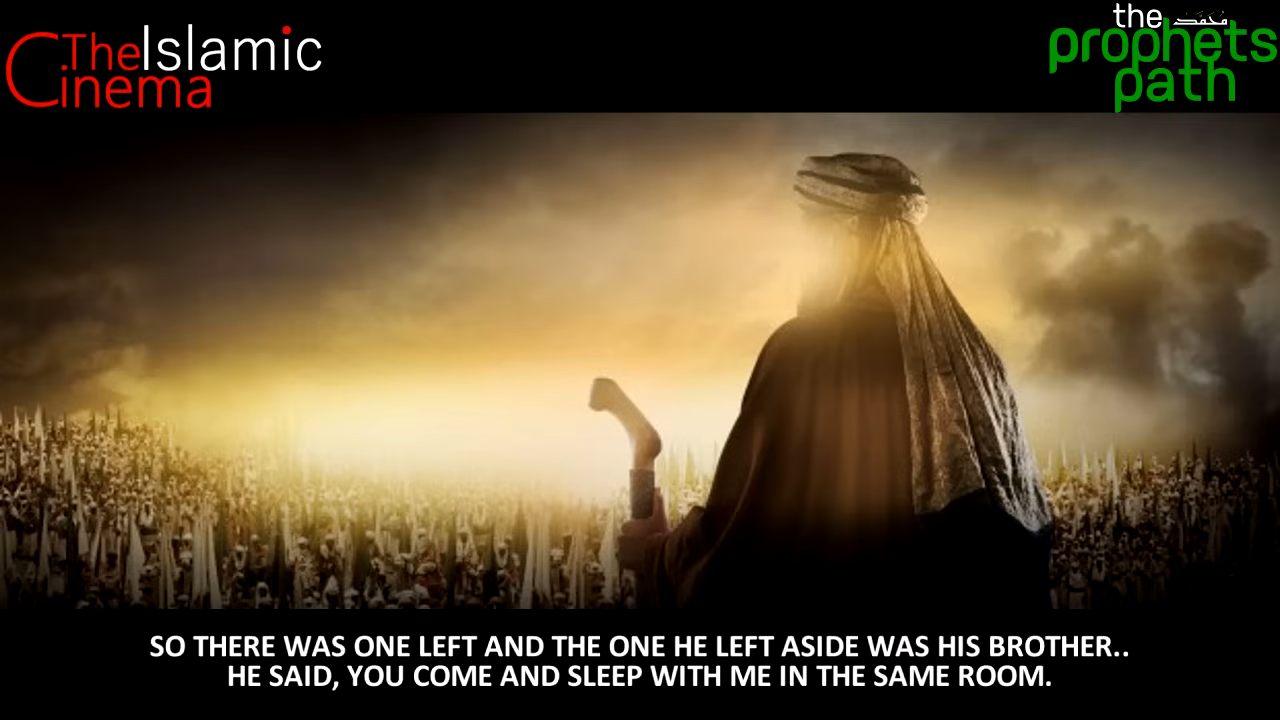 TheIslamic
Cinema
the محمد
prophets
path
SO THERE WAS ONE LEFT AND THE ONE HE LEFT ASIDE WAS HIS BROTHER..
HE SAID, YOU COME AND SLEEP WITH ME IN THE SAME ROOM.